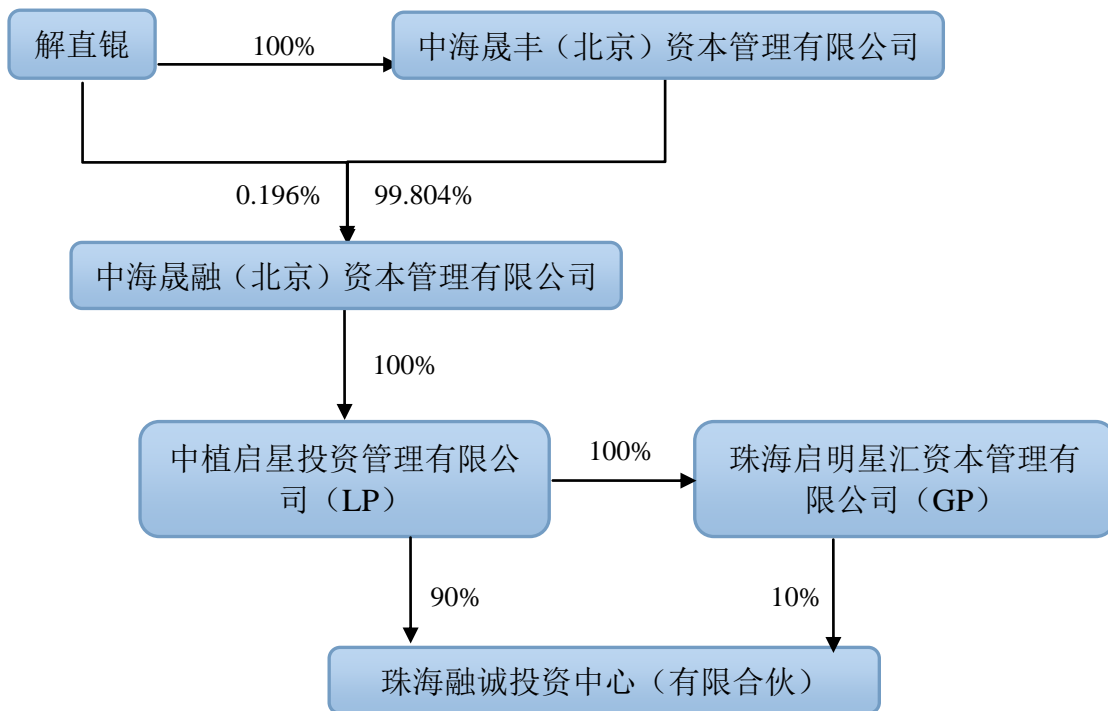 解直锟
100%
中海晟丰（北京）资本管理有限公司
0.196%
99.804%
中海晟融（北京）资本管理有限公司
100%
中植启星投资管理有限公
司（LP）
100%
珠海启明星汇资本管理有
限公司（GP）
90%
10%
珠海融诚投资中心（有限合伙）